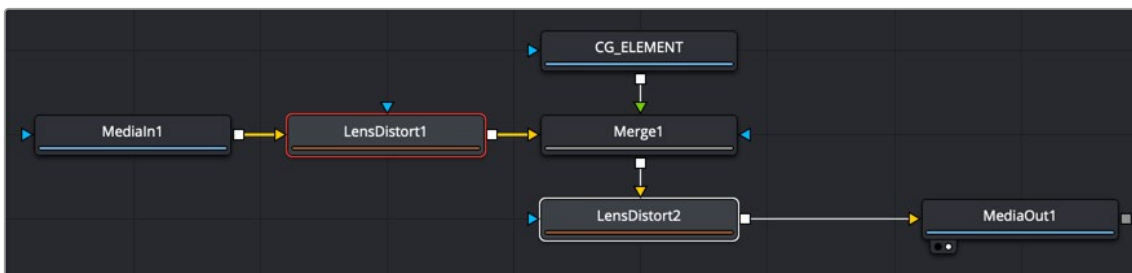 CG_ELEMENT
MediaIn1
LensDistort1
Merge1
LensDistort2
MediaOut1